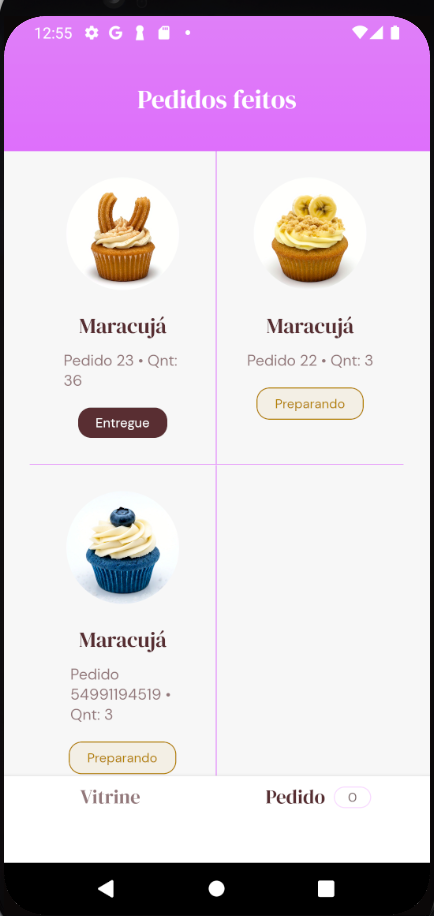 12:55
Pedidos feitos
Maracujá
Pedido 23 • Qnt:
36
Entregue
Maracujá
Pedido 22 • Qnt: 3
Preparando
Maracujá
Pedido
54991194519 •
Qnt: 3
Preparando
Vitrine
Pedido 0